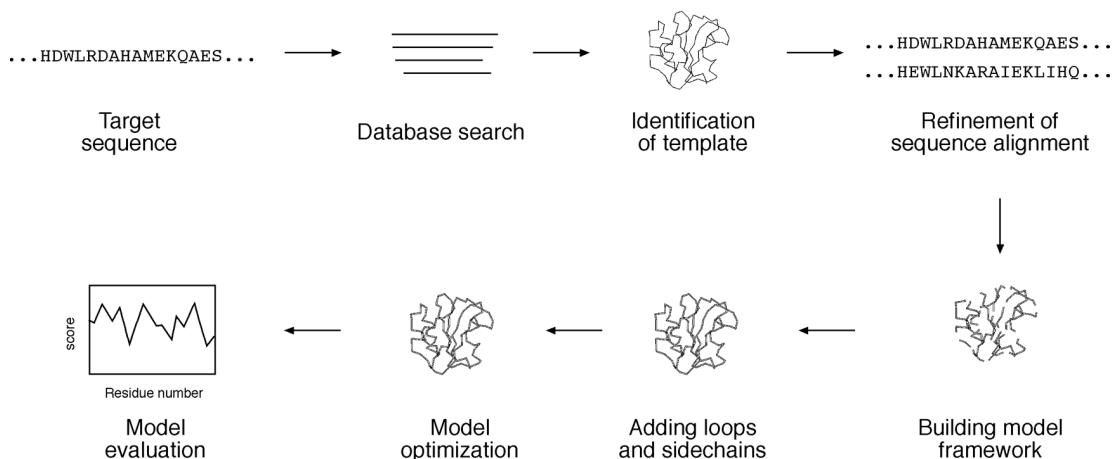 ...HDWLRDAHAMEKQAES...
Target
sequence
Database search
Identification
of template
...HDWLRDAHAMEKQAES...
...HEWLNKARAIEKLIHQ...
Refinement of
sequence alignment
score
Residue number
Model
evaluation
Model
optimization
Adding loops
and sidechains
Building model
framework